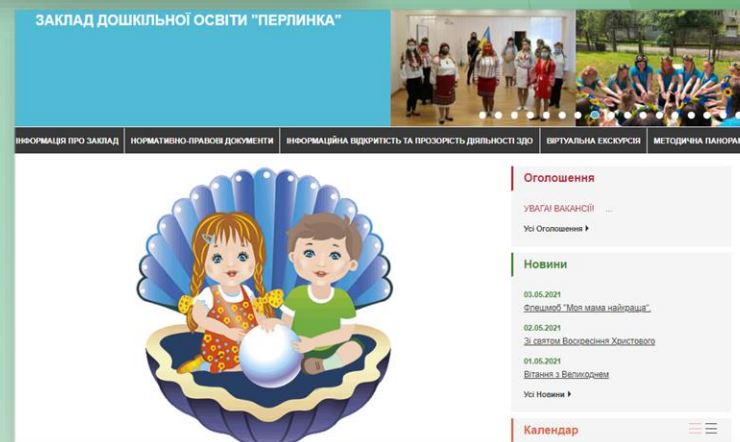 ЗАКЛАД ДОШКІЛЬНОЇ ОСВІТИ "ПЕРЛИНКА"
ІНФОРМАЦІЯ ПРО ЗАКЛАД
НОРМАТИВНО-ПРАВОВІ ДОКУМЕНТИ
ІНФОРМАЦІЙНА ВІДКРИТІСТЬ ТА ПРОЗОРІСТЬ ДІЯЛЬНОСТІ ЗДО
ВІРТУАЛЬНА ЕКСКУРСІЯ
МЕТОДИЧНА ПАНОРАМ
Оголошення
УВАГА! ВАКАНСІЇ! ...
Усі Оголошення
Новини
03.05.2021
Флешмоб "Моя мама найкраща".
02.05.2021
Зі святом Воскресіння Христового
01.05.2021
Вітання з Великоднем
Усі Новини
Календар